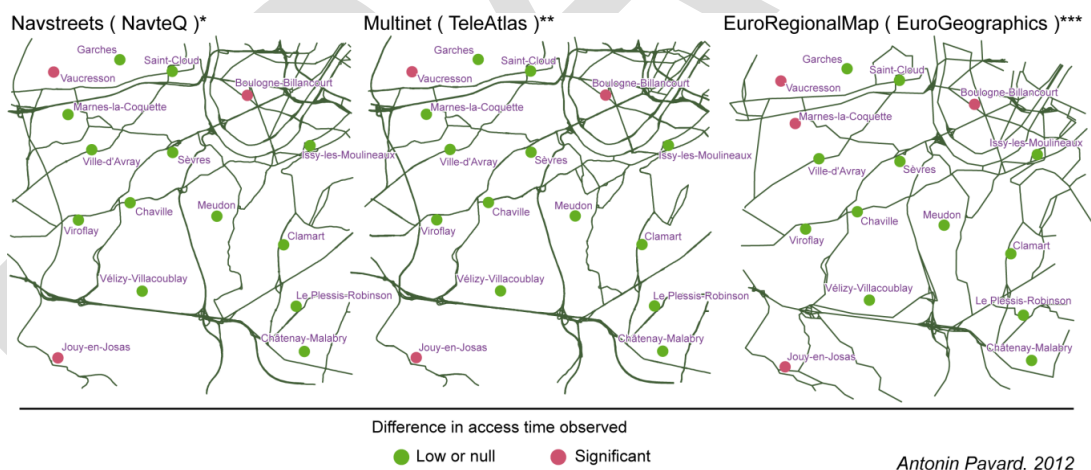 Navstreets ( NavteQ )*
Multinet ( TeleAtlas)**
EuroRegionalMap ( EuroGeographics )***
Garches
Saint-Cloud
Vaucresson
Boulogne-Billancourt
Marnes-la-Coquette
Issy-les-Moulineaux
Ville-d'Avray
Sèvres
Chaville
Meudon
Viroflay
Clamart
Vélizy-Villacoublay
Le Plessis-Robinson
Châtenay-Malabry
Jouy-en-Josas
Garches
Saint-Cloud
Vaucresson
Boulogne-Billancourt
Marnes-la-Coquette
Issy-les-Moulineaux
Ville-d'Avray
Sèvres
Chaville
Meudon
Viroflay
Clamart
Vélizy-Villacoublay
Le Plessis-Robinson
Châtenay-Malabry
Jouy-en-Josas
Garches
Saint-Cloud
Vaucresson
Boulogne-Billancourt
Marnes-la-Coquette
Issy-les-Moulineaux
Ville-d'Avray
Sèvres
Chaville
Meudon
Viroflay
Clamart
Vélizy-Villacoublay
Le Plessis-Robinson
Châtenay-Malabry
Jouy-en-Josas
Difference in access time observed
Low or null
Significant
Antonin Pavard, 2012